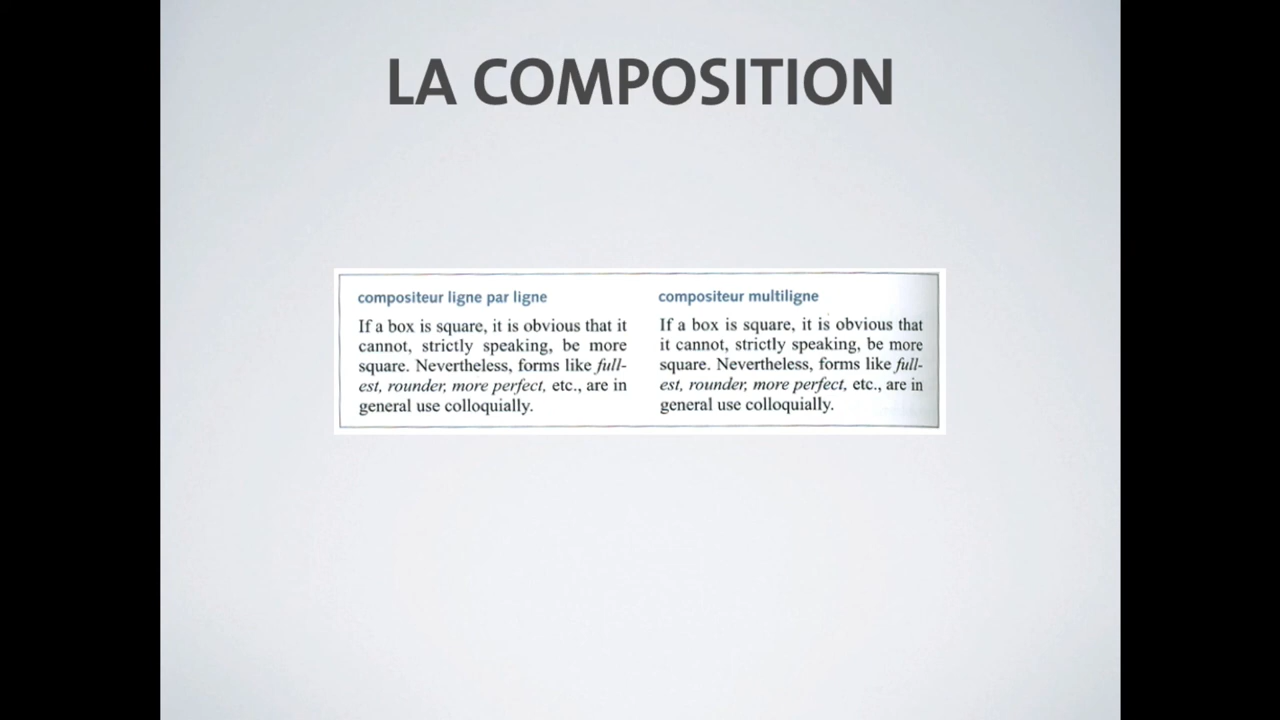 LA COMPOSITION
compositeur ligne par ligne
If a box is square, it is obvious that it
cannot, strictly speaking, be more
square. Nevertheless, forms like full-
est, rounder, more perfect, etc., are in
general use colloquially.
compositeur multiligne
If a box is square, it is obvious that
it cannot, strictly speaking, be more
square. Nevertheless, forms like full-
est, rounder, more perfect, etc., are in
general use colloquially.